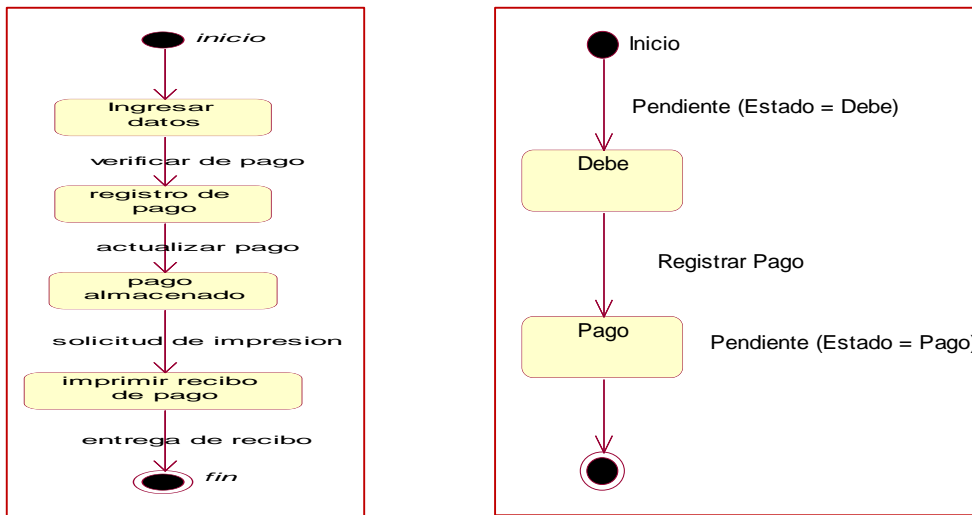 inicio
Ingresar
datos
verificar de pago
registro de
pago
actualizar pago
pago
almacenado
solicitud de impresion
imprimir recibo
de pago
entrega de recibo
fin
Inicio
Pendiente (Estado = Debe)
Debe
Registrar Pago
Pago
Pendiente (Estado = Pago)